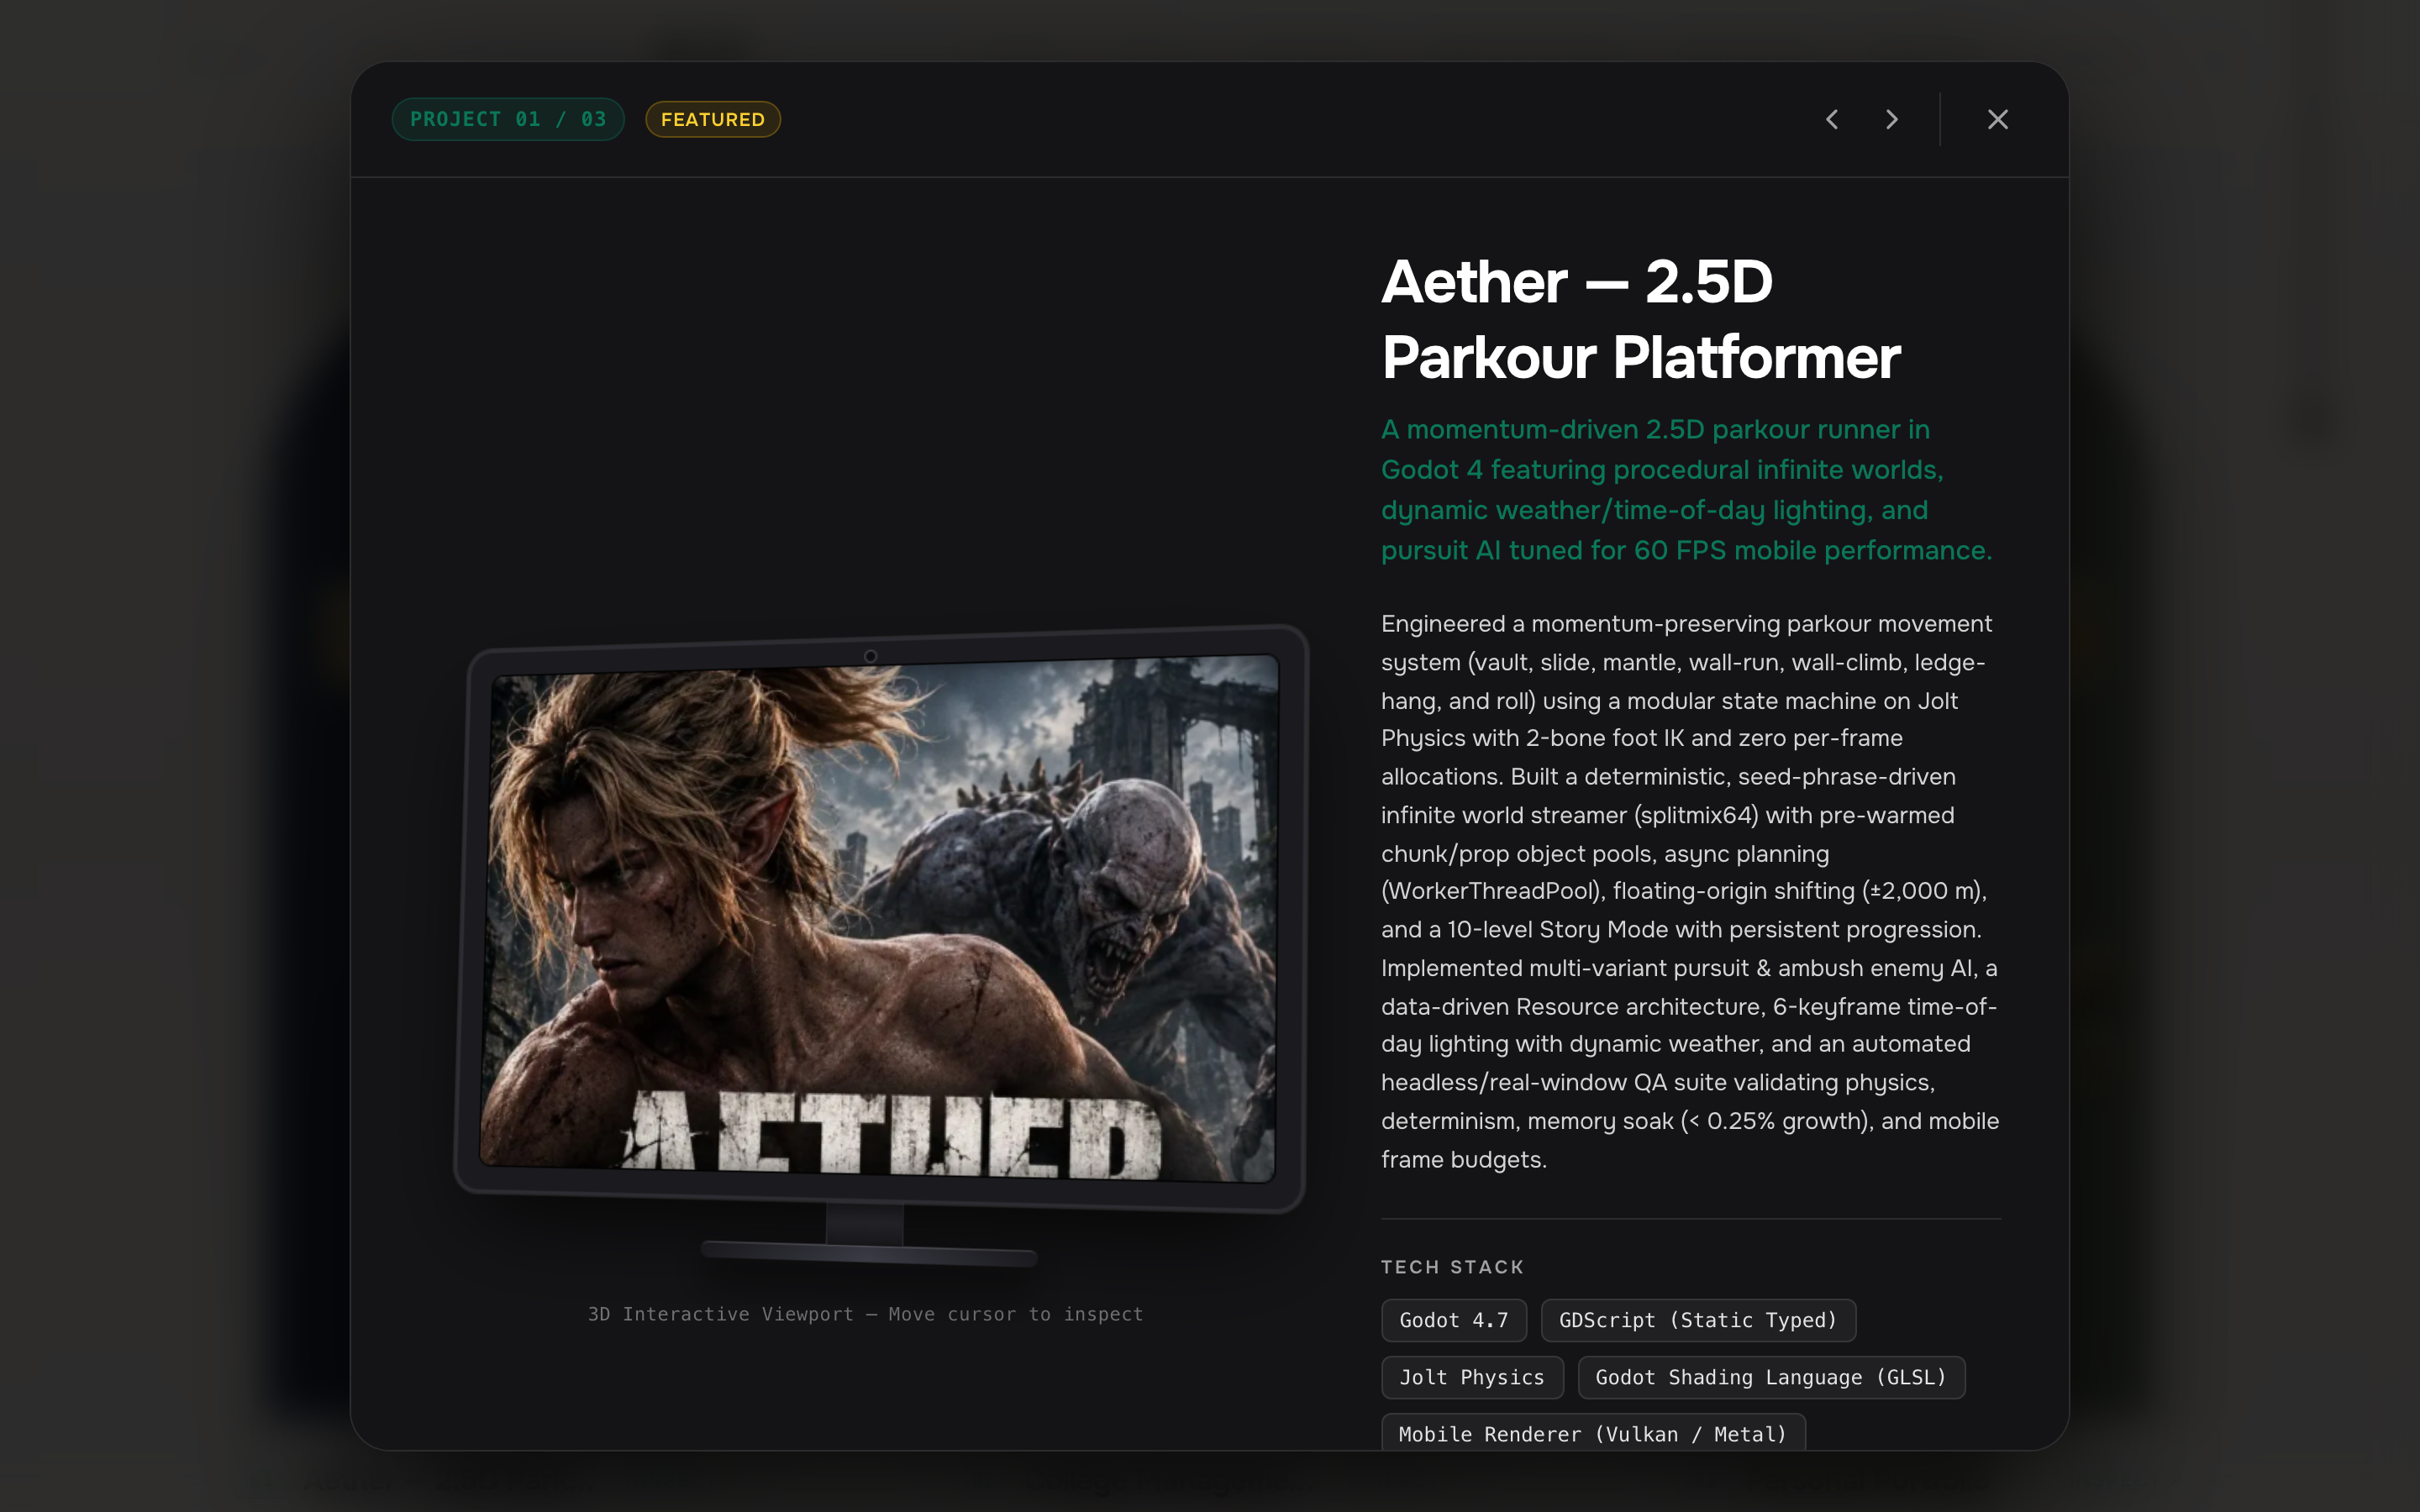 PROJECT 01 / 03
FEATURED
Aether — 2.5D
Parkour Platformer
A momentum-driven 2.5D parkour runner in
Godot 4 featuring procedural infinite worlds,
dynamic weather/time-of-day lighting, and
pursuit AI tuned for 60 FPS mobile performance.
Engineered a momentum-preserving parkour movement
system (vault, slide, mantle, wall-run, wall-climb, ledge-
hang, and roll) using a modular state machine on Jolt
Physics with 2-bone foot IK and zero per-frame
allocations. Built a deterministic, seed-phrase-driven
infinite world streamer (splitmix64) with pre-warmed
chunk/prop object pools, async planning
(WorkerThreadPool), floating-origin shifting (±2,000 m),
and a 10-level Story Mode with persistent progression.
Implemented multi-variant pursuit & ambush enemy AI, a
data-driven Resource architecture, 6-keyframe time-of-
day lighting with dynamic weather, and an automated
headless/real-window QA suite validating physics,
determinism, memory soak (< 0.25% growth), and mobile
frame budgets.
AETHER
3D Interactive Viewport — Move cursor to inspect
TECH STACK
Godot 4.7
GDScript (Static Typed)
Jolt Physics
Godot Shading Language (GLSL)
Mobile Renderer (Vulkan / Metal)